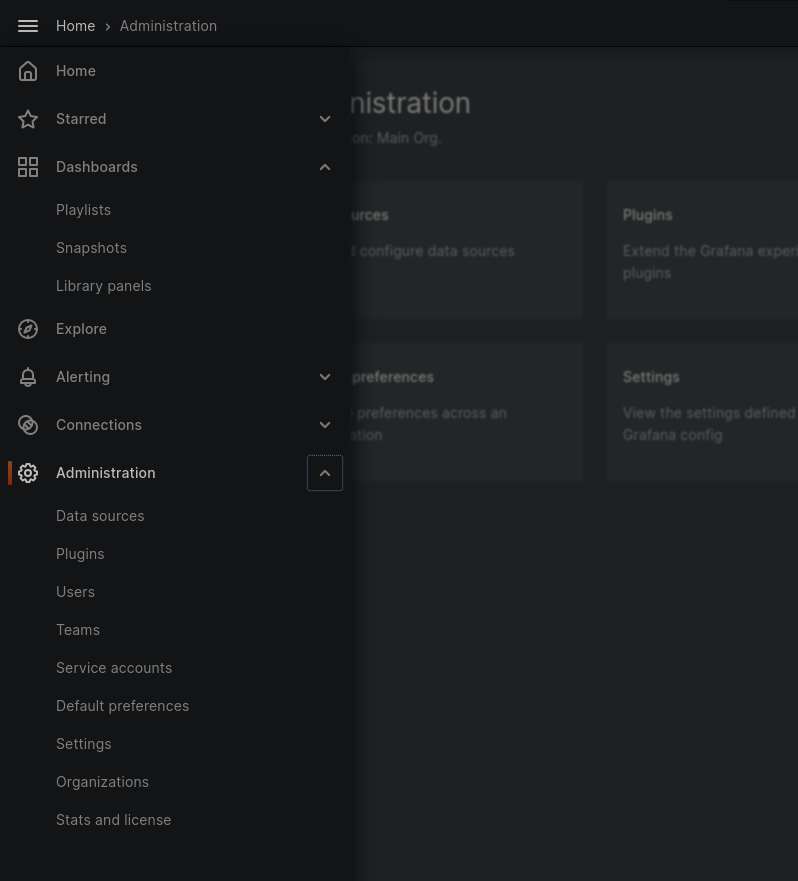 Home › Administration
Home
Starred
Dashboards
Playlists
Snapshots
Library panels
Explore
Alerting
Connections
Administration
Data sources
Plugins
Users
Teams
Service accounts
Default preferences
Settings
Organizations
Stats and license
nistration
on: Main Org.
urces
configure data sources
Plugins
Extend the Grafana experi
plugins
preferences
preferences across an
ation
Settings
View the settings defined
Grafana config